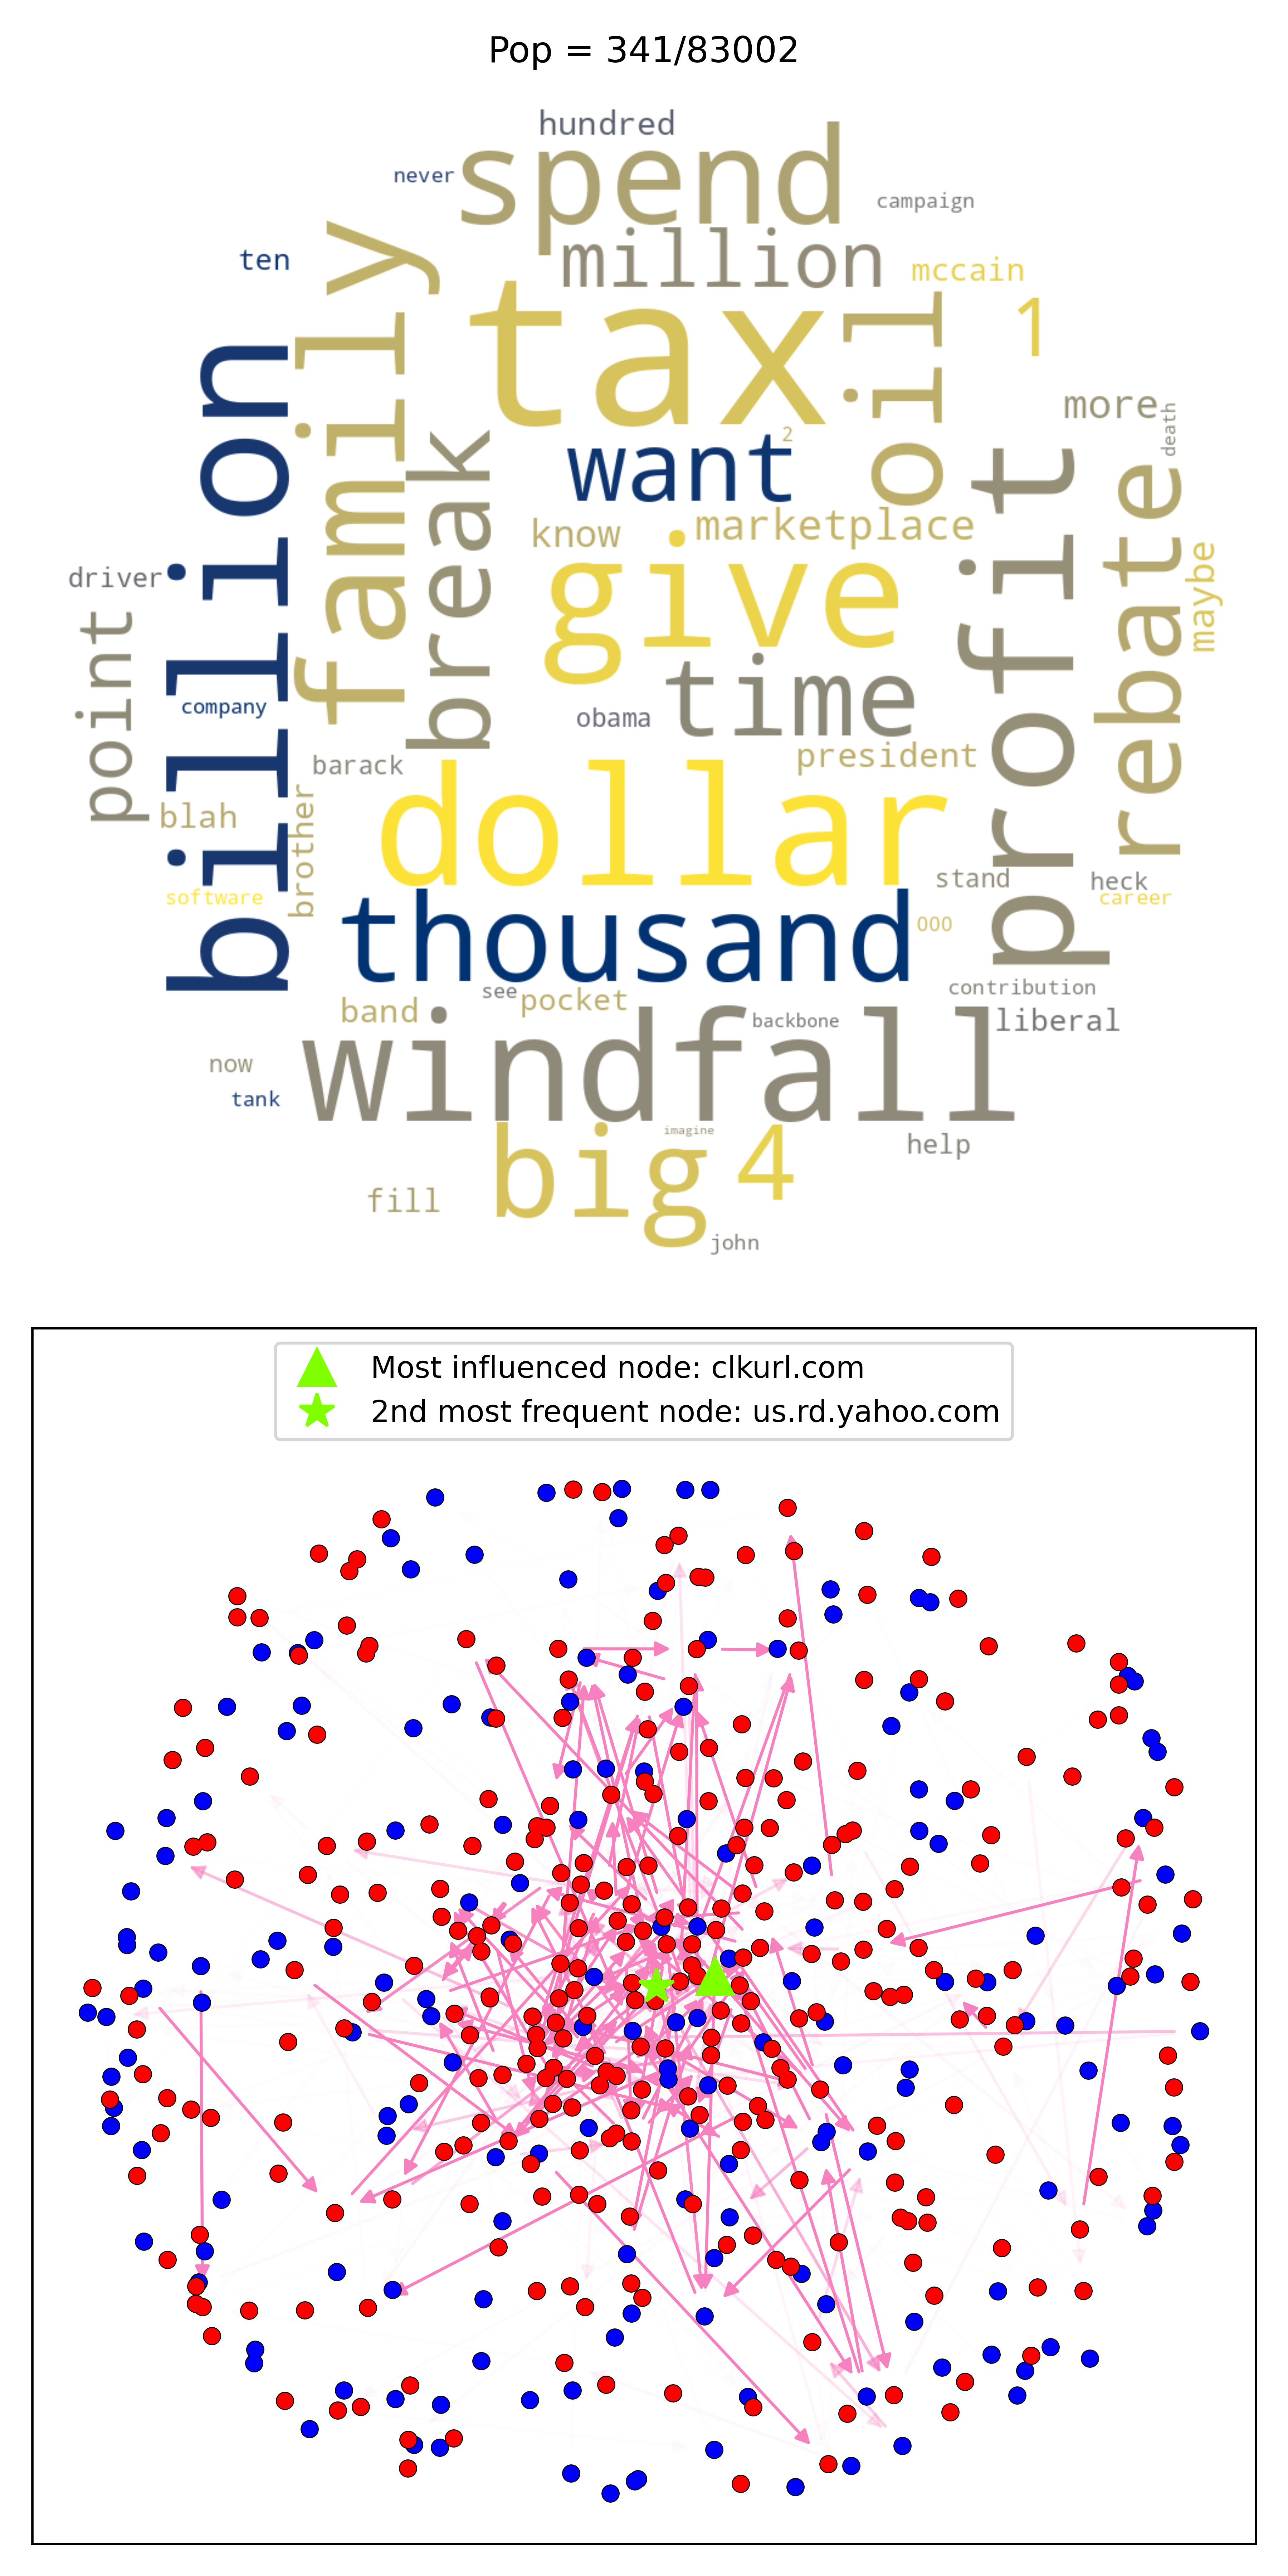 Pop = 341/83002
hundred
spend
never
campaign
ten
family
million
mccain
tax
oil
1
billion
more
death
want
2
break
know
marketplace
profit
rebate
maybe
driver
give
point
time
company
obama
president
barack
dollar
blah
brother
software
stand
heck
career
thousand
000
see
pocket
contribution
band
windfall
backbone
liberal
now
tank
big
imagine
4
help
fill
john
Most influenced node: clkurl.com
2nd most frequent node: us.rd.yahoo.com